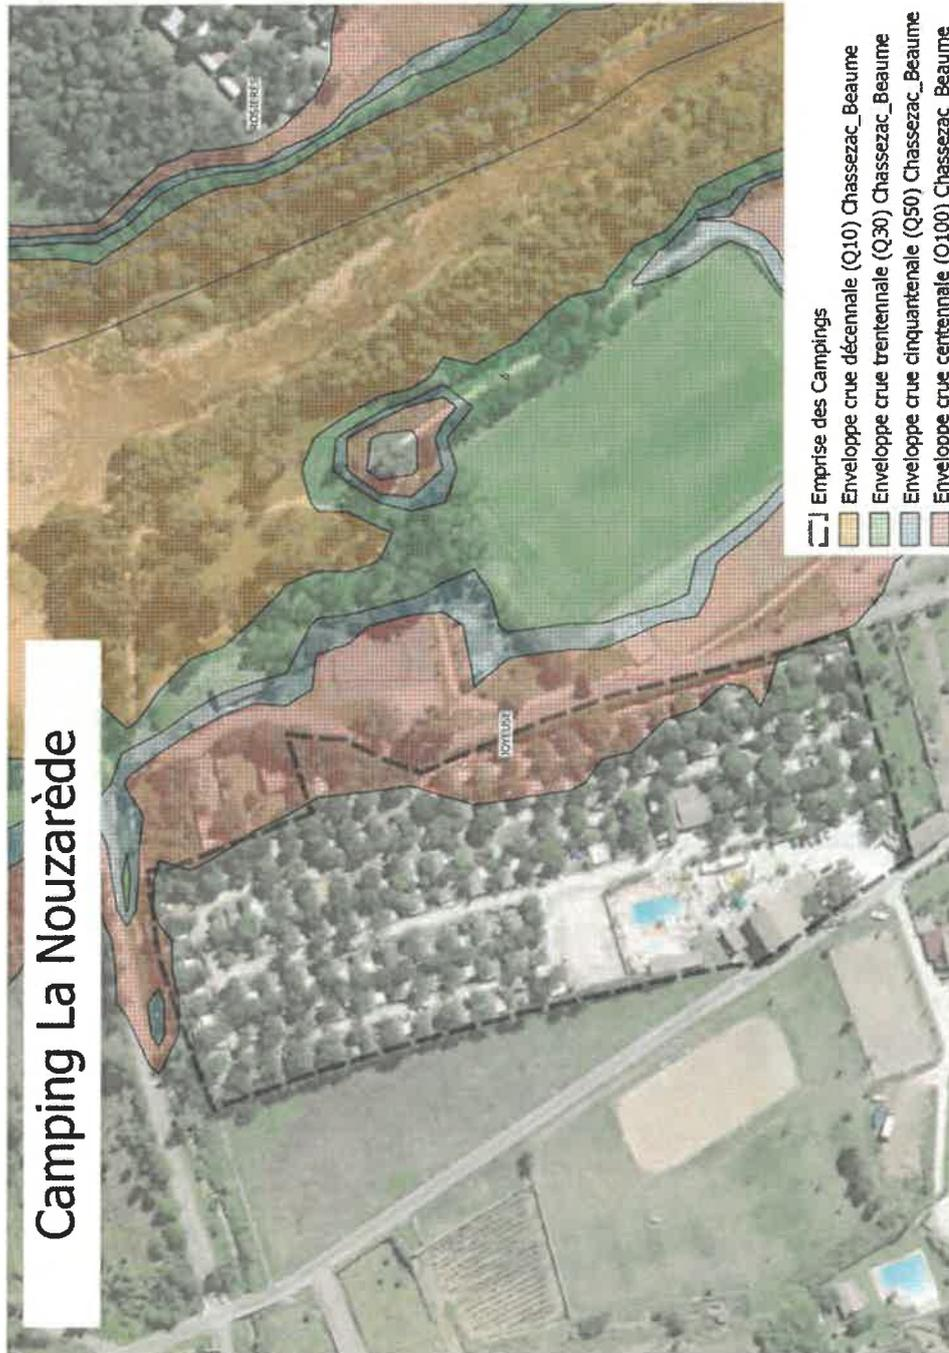 Camping La Nouzarède
ROSIERES
JOYEUSE
Emprise des Campings
Enveloppe crue décennale (Q10) Chassezac_Beaume
Enveloppe crue trentennale (Q30) Chassezac_Beaume
Enveloppe crue cinquantenale (Q50) Chassezac_Beaume
Enveloppe crue centennale (Q100) Chassezac_Beaume